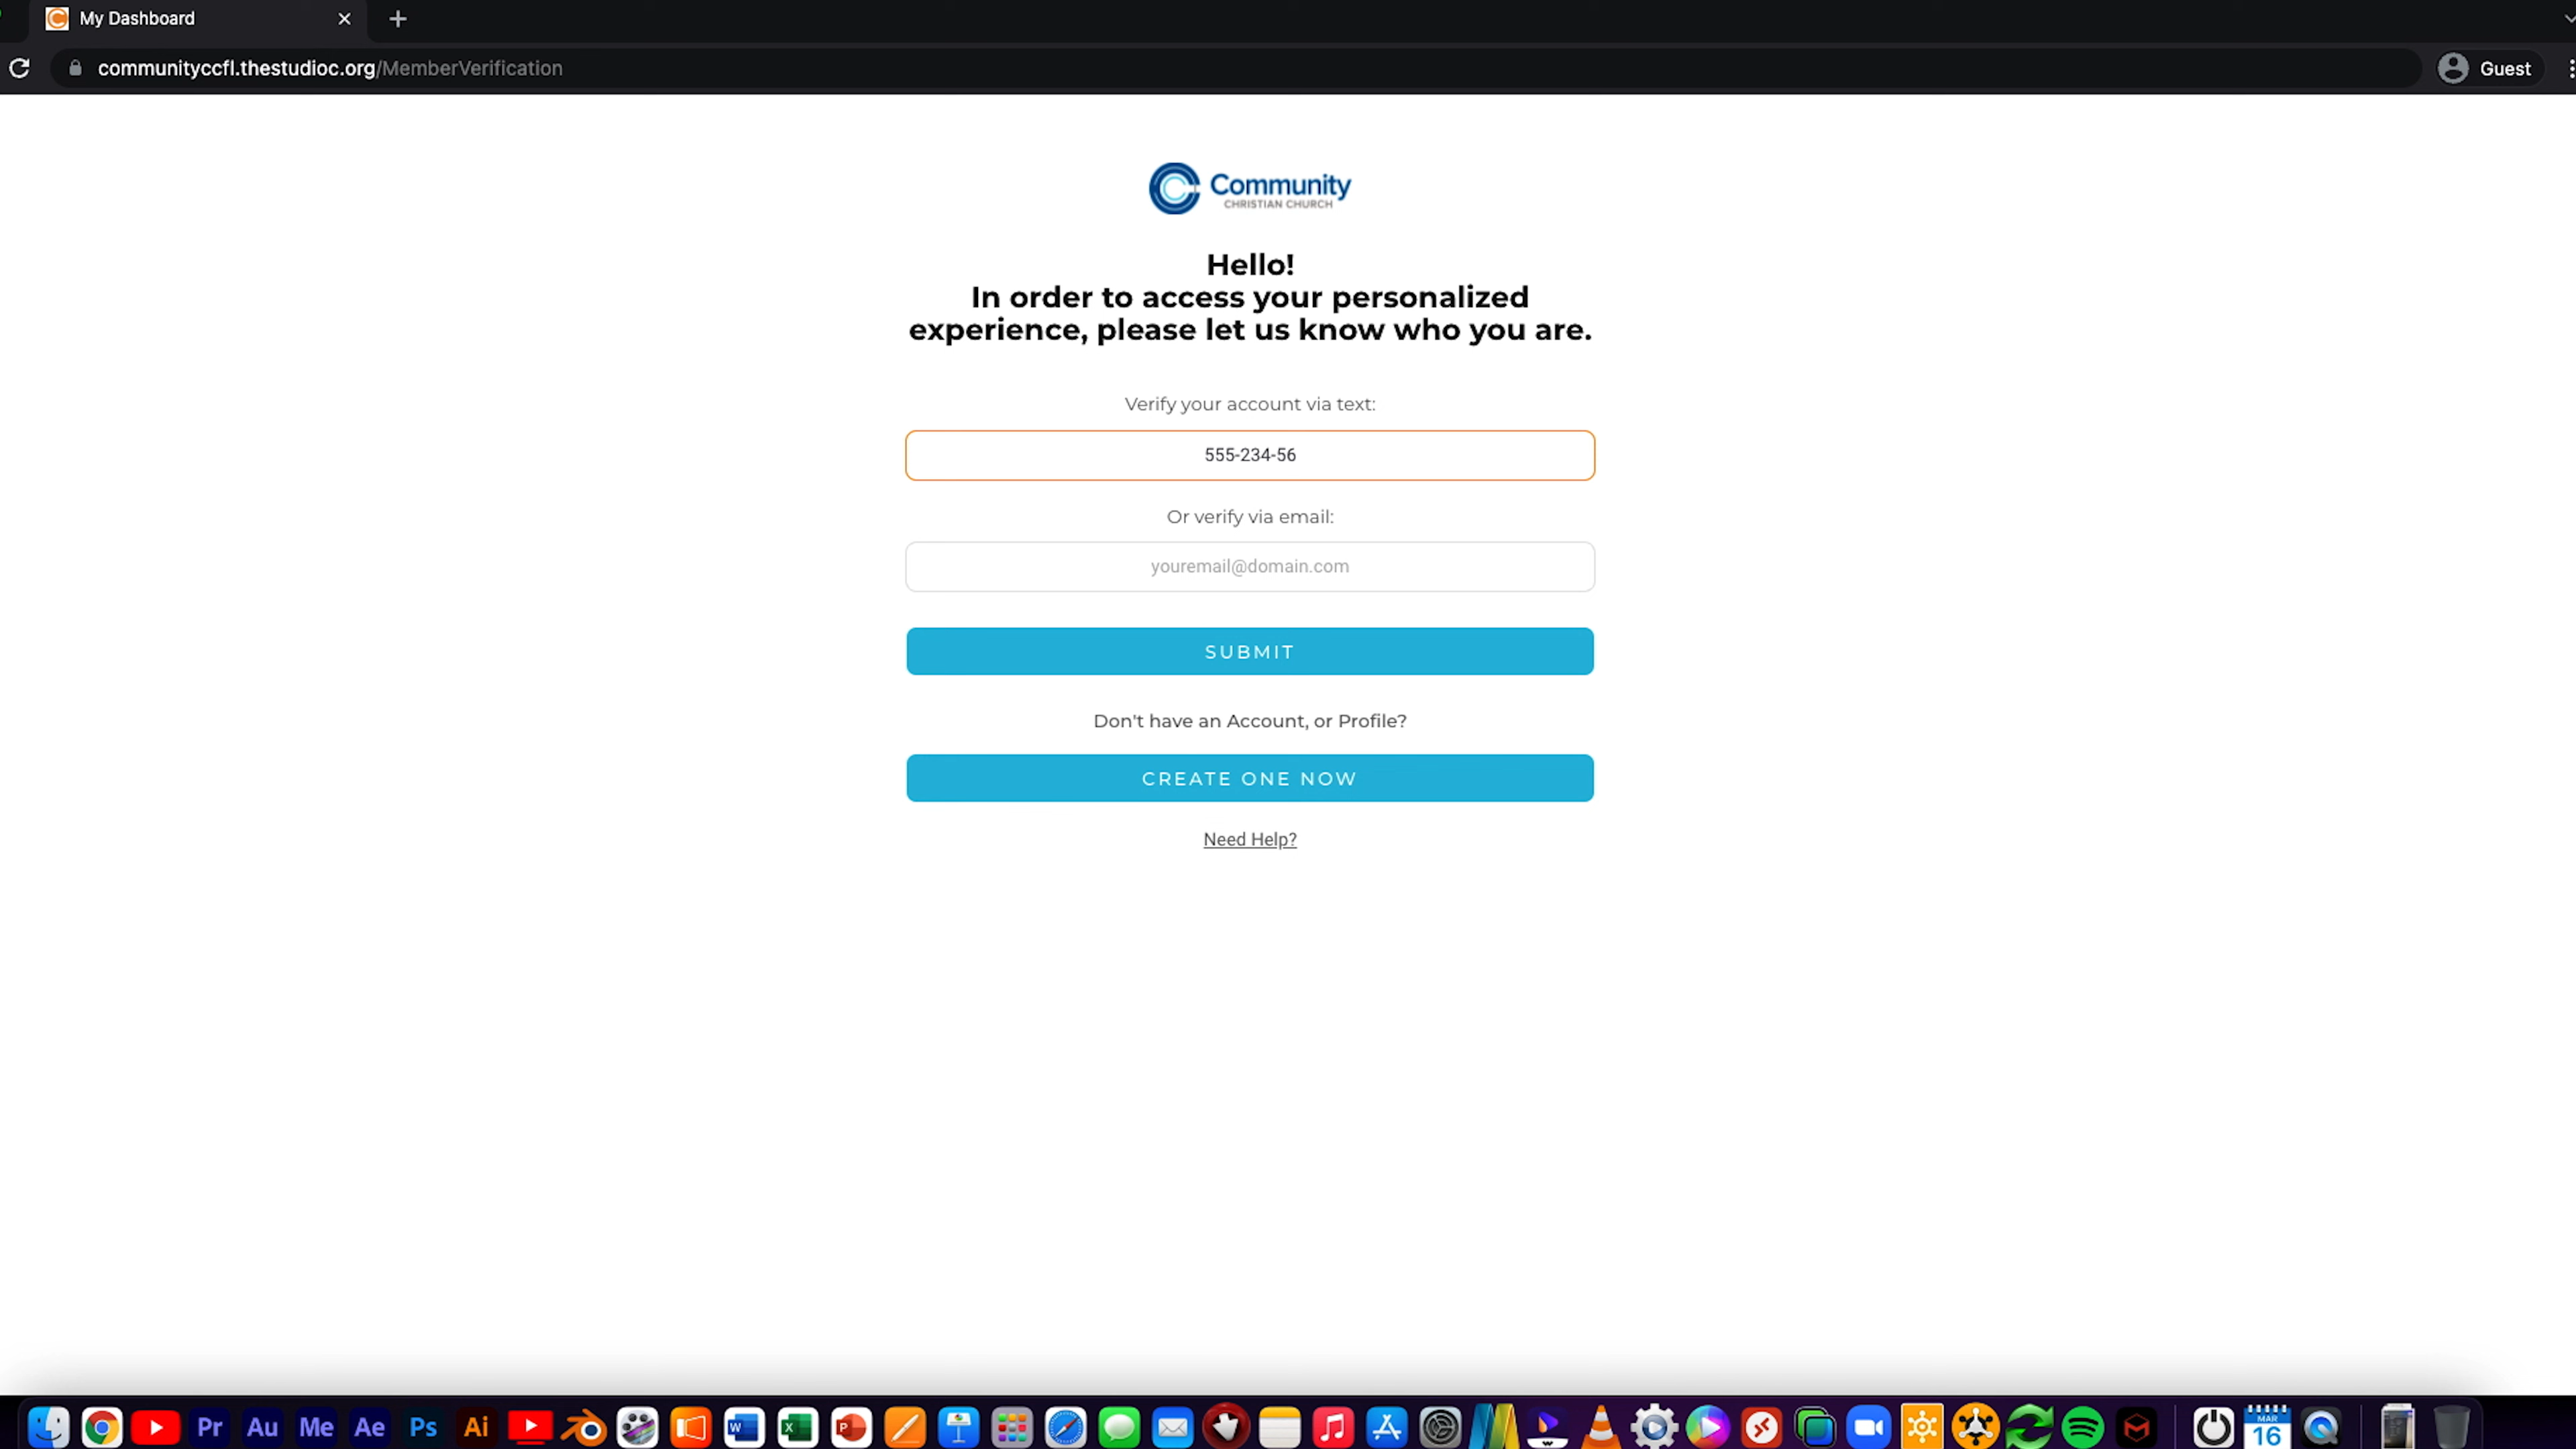 My Dashboard
communityccfl.thestudioc.org/MemberVerification
Guest
Community
CHRISTIAN CHURCH
Hello!
In order to access your personalized
experience, please let us know who you are.
Verify your account via text:
555-234-56
Or verify via email:
youremail@domain.com
SUBMIT
Don't have an Account, or Profile?
CREATE ONE NOW
Need Help?
Pr Au Me Ae Ps Ai W X P MAR
16